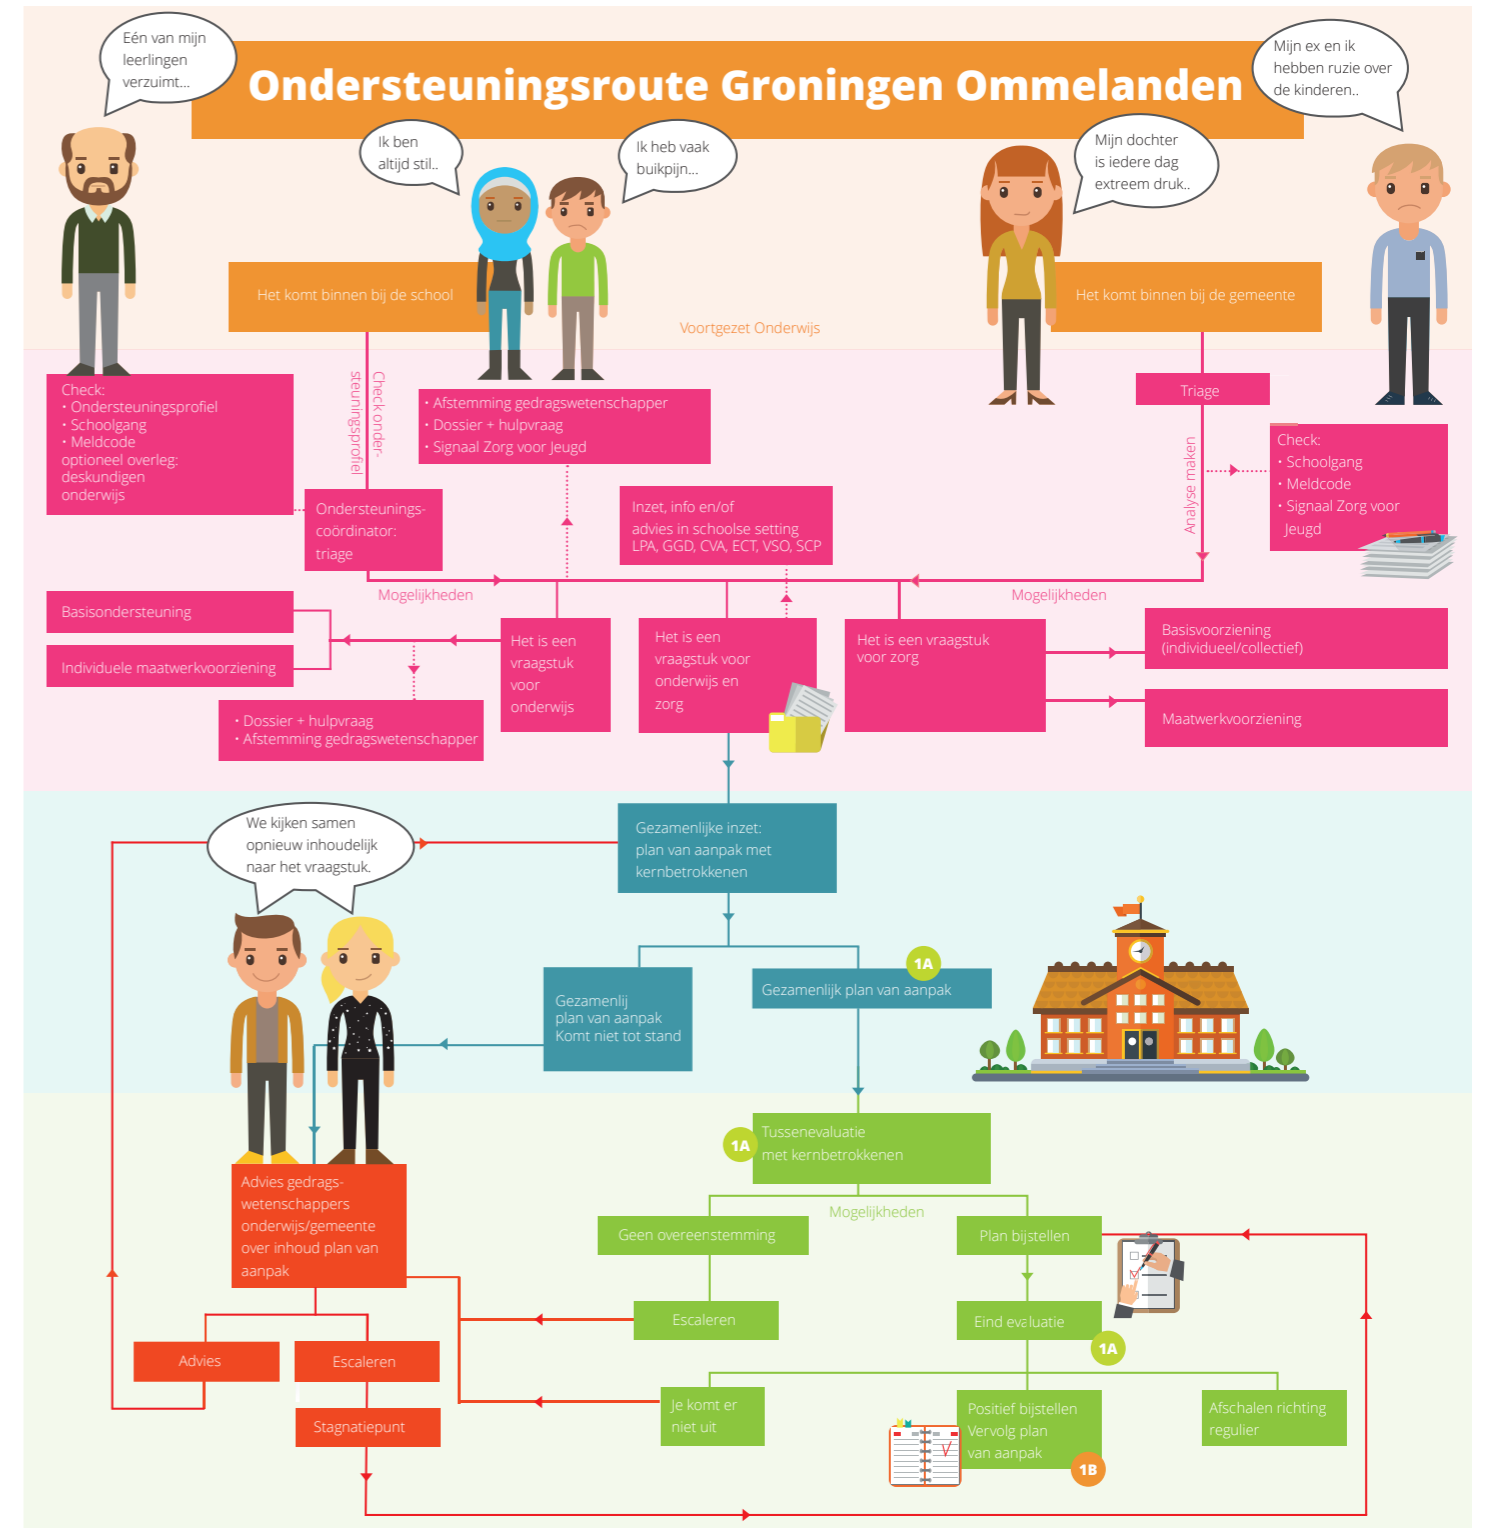 Eén van mijn
leerlingen
verzuimt...
Ondersteuningsroute Groningen Ommelanden
Mijn ex en ik
hebben ruzie over
de kinderen..
Ik ben
altijd stil..
Ik heb vaak
buikpijn...
Mijn dochter
is iedere dag
extreem druk..
Het komt binnen bij de school
Het komt binnen bij de gemeente
Voortgezet Onderwijs
Check:
• Ondersteuningsprofiel
• Schoolgang
• Meldcode
optioneel overleg:
deskundigen
onderwijs
Check onder-
steuningsprofiel
• Afstemming gedragswetenschapper
• Dossier + hulpvraag
• Signaal Zorg voor Jeugd
Triage
Analyse maken
Check:
• Schoolgang
• Meldcode
• Signaal Zorg voor
Jeugd
Ondersteunings-
coördinator:
triage
Inzet, info en/of
advies in schoolse setting
LPA, GGD, CVA, ECT, VSO, SCP
Mogelijkheden
Mogelijkheden
Basisondersteuning
Individuele maatwerkvoorziening
Het is een
vraagstuk
voor
onderwijs
Het is een
vraagstuk voor
onderwijs en
zorg
Het is een vraagstuk
voor zorg
Basisvoorziening
(individueel/collectief)
Maatwerkvoorziening
• Dossier + hulpvraag
• Afstemming gedragswetenschapper
We kijken samen
opnieuw inhoudelijk
naar het vraagstuk.
Gezamenlijke inzet:
plan van aanpak met
kernbetrokkenen
Gezamenlij
plan van aanpak
Komt niet tot stand
1A
Gezamenlijk plan van aanpak
1A
Tussenevaluatie
met kernbetrokkenen
Mogelijkheden
Advies gedrags-
wetenschappers
onderwijs/gemeente
over inhoud plan van
aanpak
Geen overeenstemming
Plan bijstellen
Escaleren
Eind evaluatie
1A
Advies
Escaleren
Stagnatiepunt
Je komt er
niet uit
Positief bijstellen
Vervolg plan
van aanpak
1B
Afschalen richting
regulier